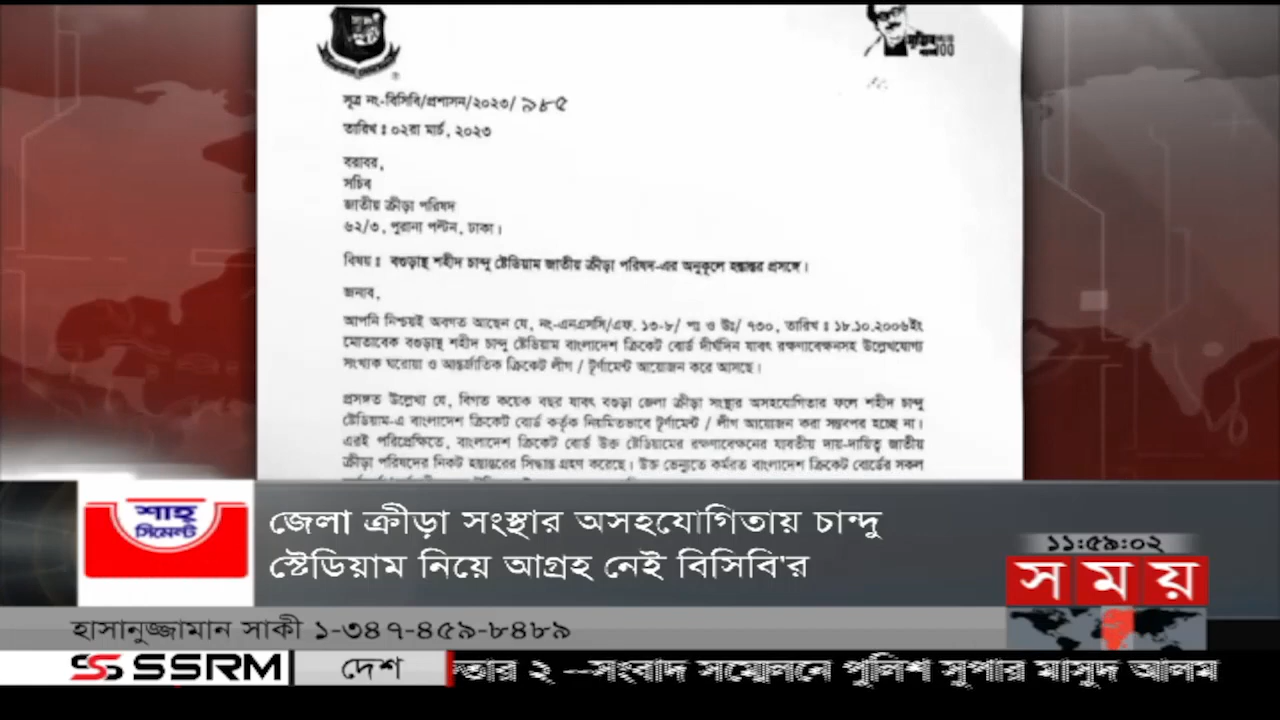 সূত্র নং-বিসিবি/প্রশাসন/২০২৩/ ৯৮৫
তারিখ ঃ ০২রা মার্চ, ২০২৩
বরাবর,
সচিব
জাতীয় ক্রীড়া পরিষদ
৬২/৩, পুরানা পল্টন, ঢাকা।
বিষয় ঃ বগুড়াস্থ শহীদ চান্দু ষ্টেডিয়াম জাতীয় ক্রীড়া পরিষদ-এর অনুকূলে হস্তান্তর প্রসঙ্গে।
জনাব,
আপনি নিশ্চয়ই অবগত আছেন যে, নং-এনএসসি/এফ. ১৩-৮/ পঃ ও উঃ/ ৭৩০, তারিখ ঃ ১৮.১০.২০০৬ইং
মোতাবেক বগুড়াস্থ শহীদ চান্দু ষ্টেডিয়াম বাংলাদেশ ক্রিকেট বোর্ড দীর্ঘদিন যাবৎ রক্ষণাবেক্ষনসহ উল্লেখযোগ্য
সংখ্যক ঘরোয়া ও আন্তর্জাতিক ক্রিকেট লীগ / টূর্ণামেন্ট আয়োজন করে আসছে।
প্রসঙ্গত উল্লেখ্য যে, বিগত কয়েক বছর যাবৎ বগুড়া জেলা ক্রীড়া সংস্থার অসহযোগিতার ফলে শহীদ চান্দু
ষ্টেডিয়াম-এ বাংলাদেশ ক্রিকেট বোর্ড কর্তৃক নিয়মিতভাবে টূর্ণামেন্ট / লীগ আয়োজন করা সম্ভবপর হচ্ছে না।
এরই পরিপ্রেক্ষিতে, বাংলাদেশ ক্রিকেট বোর্ড উক্ত ষ্টেডিয়ামের রক্ষণাবেক্ষনের যাবতীয় দায়-দায়িত্ব জাতীয়
ক্রীড়া পরিষদের নিকট হস্তান্তরের সিদ্ধান্ত গ্রহণ করেছে। উক্ত ভেন্যুতে কর্মরত বাংলাদেশ ক্রিকেট বোর্ডের সকল
শাহ্
সিমেন্ট
জেলা ক্রীড়া সংস্থার অসহযোগিতায় চান্দু
স্টেডিয়াম নিয়ে আগ্রহ নেই বিসিবি'র
১১:৫৯:০২
সময়
হাসানুজ্জামান সাকী ১-৩৪৭-৪৫৯-৮৪৮৯
SSRM
দেশ
২ --সংবাদ সম্মেলনে পুলিশ সুপার মাসুদ আলম